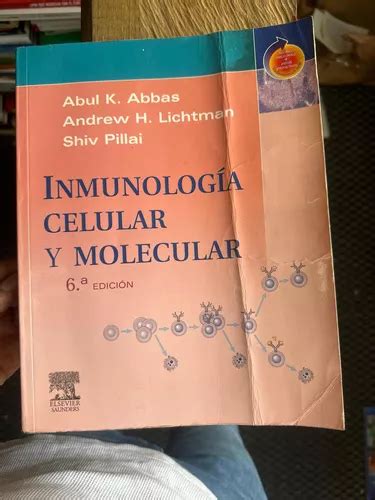 Abul K. Abbas
Andrew H. Lichtman
Shiv Pillai
INMUNOLOGÍA
CELULAR
Y MOLECULAR
6.ª EDICIÓN
ELSEVIER
SAUNDERS